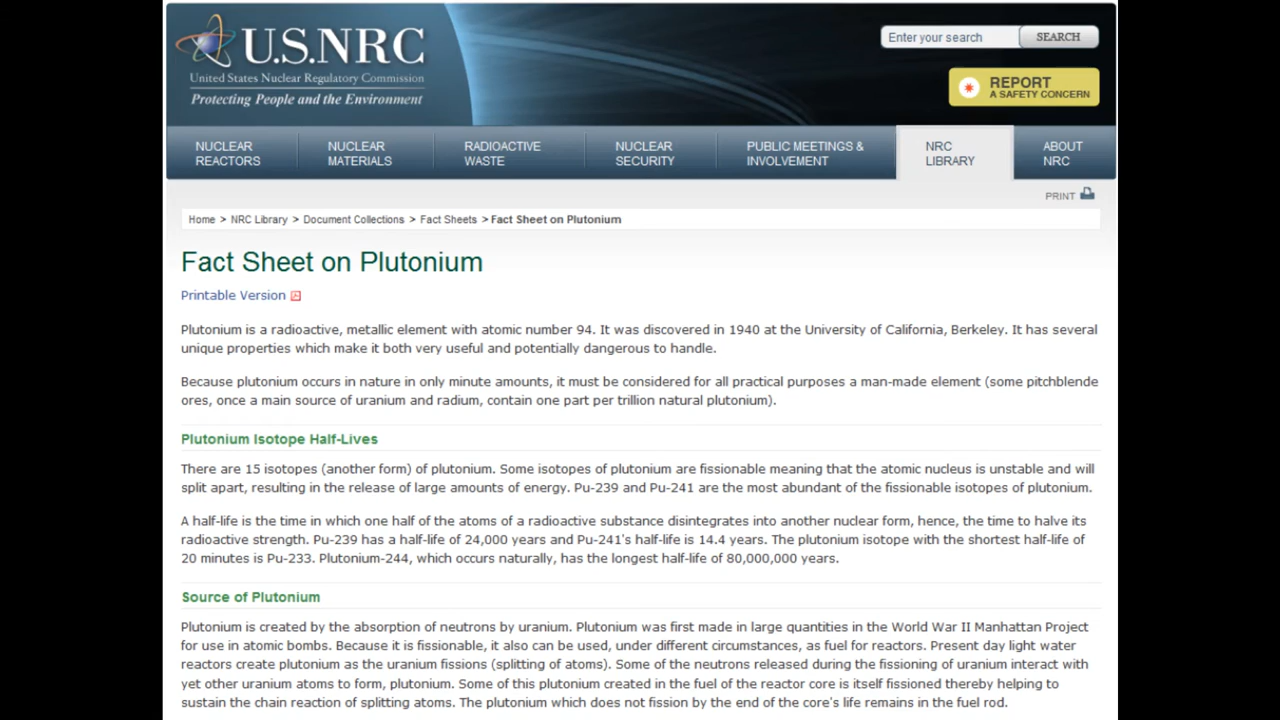 U.S.NRC
United States Nuclear Regulatory Commission
Protecting People and the Environment
Enter your search
SEARCH
REPORT
A SAFETY CONCERN
NUCLEAR REACTORS
NUCLEAR MATERIALS
RADIOACTIVE WASTE
NUCLEAR SECURITY
PUBLIC MEETINGS & INVOLVEMENT
NRC LIBRARY
ABOUT NRC
PRINT
Home > NRC Library > Document Collections > Fact Sheets > Fact Sheet on Plutonium
Fact Sheet on Plutonium
Printable Version
Plutonium is a radioactive, metallic element with atomic number 94. It was discovered in 1940 at the University of California, Berkeley. It has several
unique properties which make it both very useful and potentially dangerous to handle.
Because plutonium occurs in nature in only minute amounts, it must be considered for all practical purposes a man-made element (some pitchblende
ores, once a main source of uranium and radium, contain one part per trillion natural plutonium).
Plutonium Isotope Half-Lives
There are 15 isotopes (another form) of plutonium. Some isotopes of plutonium are fissionable meaning that the atomic nucleus is unstable and will
split apart, resulting in the release of large amounts of energy. Pu-239 and Pu-241 are the most abundant of the fissionable isotopes of plutonium.
A half-life is the time in which one half of the atoms of a radioactive substance disintegrates into another nuclear form, hence, the time to halve its
radioactive strength. Pu-239 has a half-life of 24,000 years and Pu-241's half-life is 14.4 years. The plutonium isotope with the shortest half-life of
20 minutes is Pu-233. Plutonium-244, which occurs naturally, has the longest half-life of 80,000,000 years.
Source of Plutonium
Plutonium is created by the absorption of neutrons by uranium. Plutonium was first made in large quantities in the World War II Manhattan Project
for use in atomic bombs. Because it is fissionable, it also can be used, under different circumstances, as fuel for reactors. Present day light water
reactors create plutonium as the uranium fissions (splitting of atoms). Some of the neutrons released during the fissioning of uranium interact with
yet other uranium atoms to form, plutonium. Some of this plutonium created in the fuel of the reactor core is itself fissioned thereby helping to
sustain the chain reaction of splitting atoms. The plutonium which does not fission by the end of the core's life remains in the fuel rod.